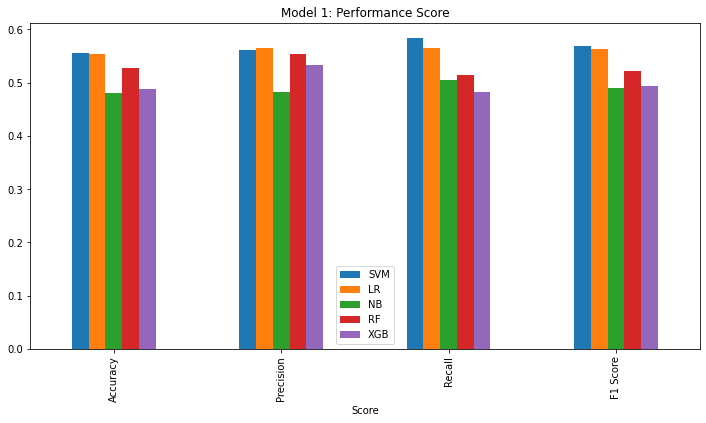 Model 1: Performance Score
0.6
0.5
0.4
0.3
0.2
0.1
0.0
SVM
LR
NB
RF
XGB
Accuracy
Precision
Recall
F1 Score
Score